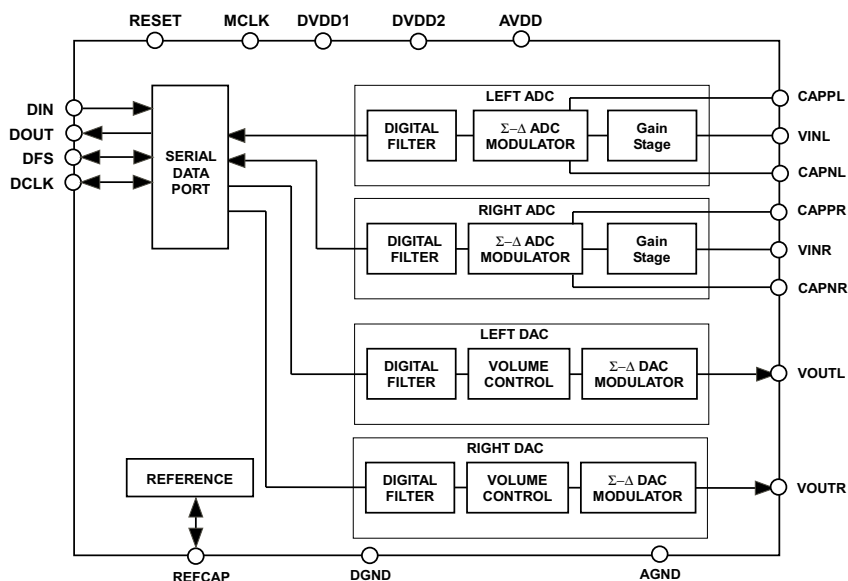 RESET
MCLK
DVDD1
DVDD2
AVDD
DIN
DOUT
DFS
DCLK
SERIAL
DATA
PORT
LEFT ADC
DIGITAL
FILTER
Σ–Δ ADC
MODULATOR
Gain
Stage
CAPPL
VINL
CAPNL
RIGHT ADC
DIGITAL
FILTER
Σ–Δ ADC
MODULATOR
Gain
Stage
CAPPR
VINR
CAPNR
LEFT DAC
DIGITAL
FILTER
VOLUME
CONTROL
Σ–Δ DAC
MODULATOR
VOUTL
RIGHT DAC
DIGITAL
FILTER
VOLUME
CONTROL
Σ–Δ DAC
MODULATOR
VOUTR
REFERENCE
REFCAP
DGND
AGND